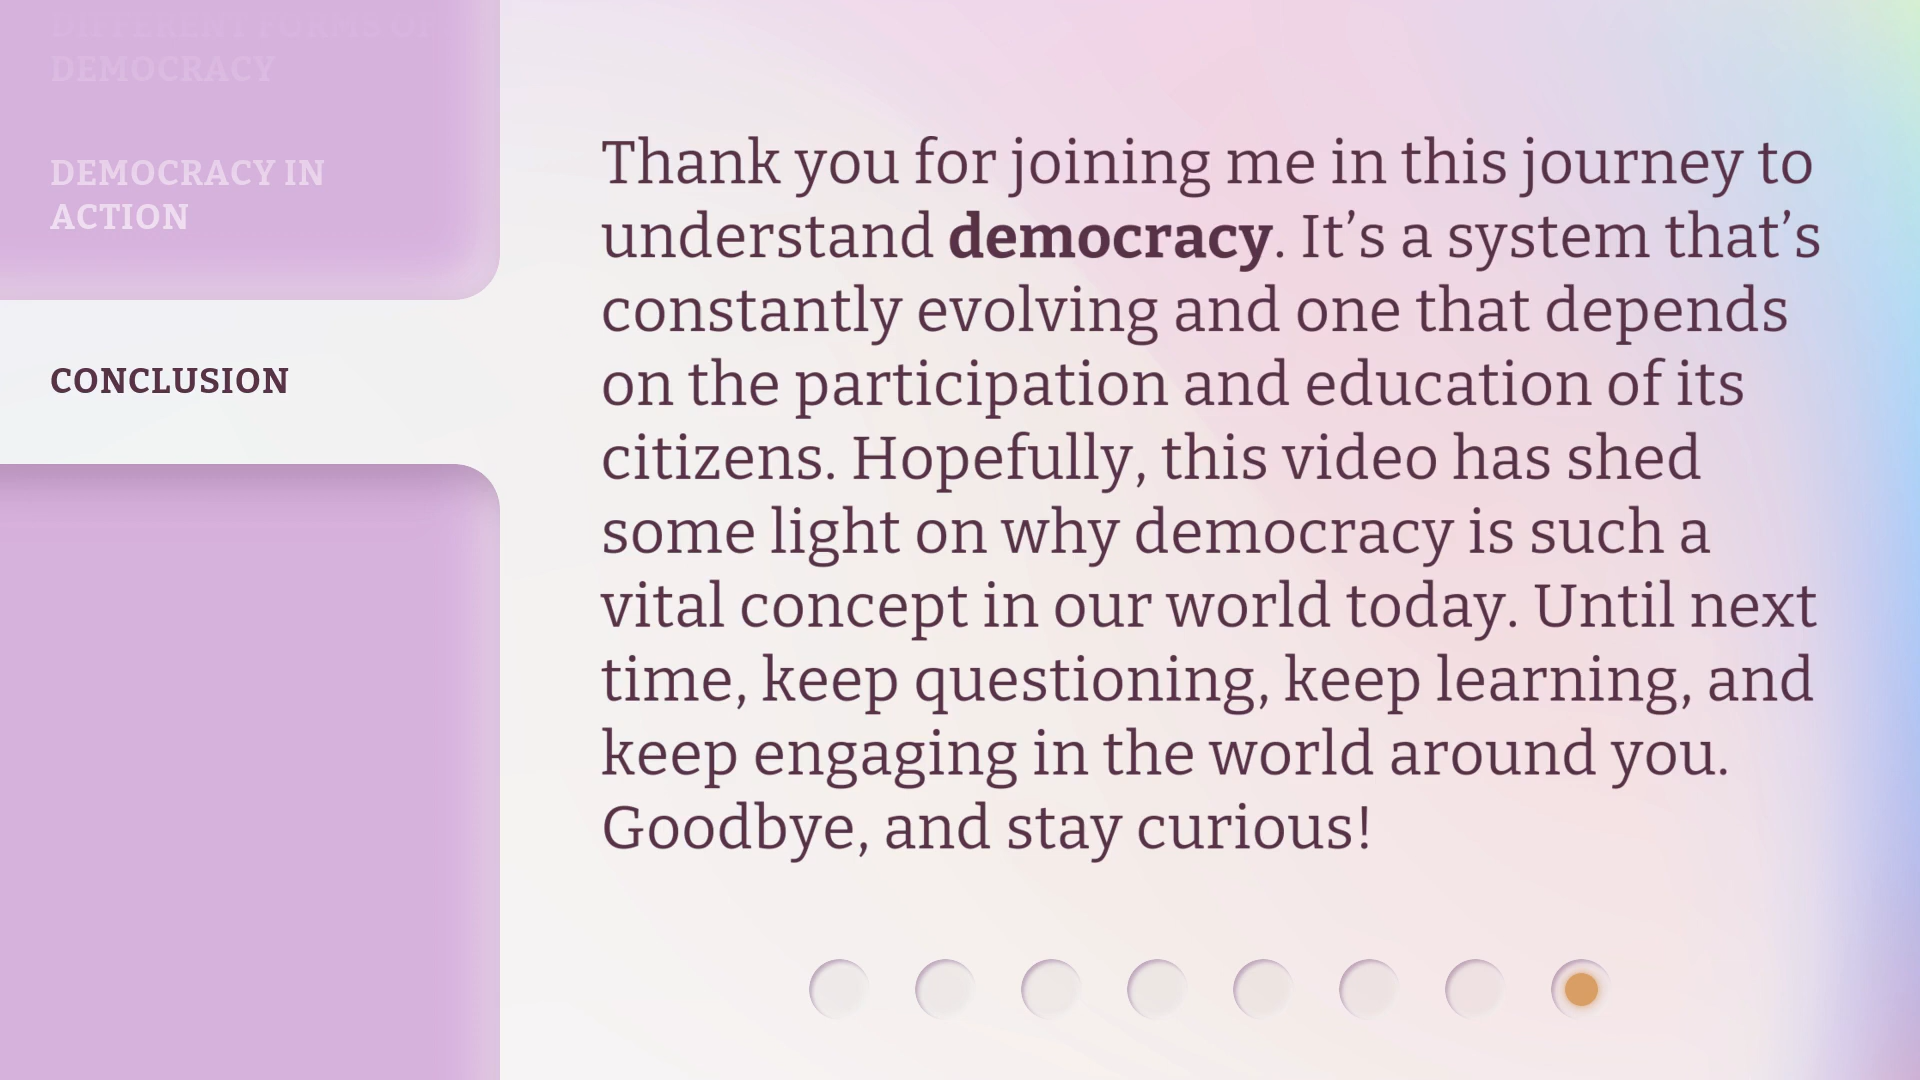 DIFFERENT FORMS OF
DEMOCRACY
DEMOCRACY IN
ACTION
CONCLUSION
Thank you for joining me in this journey to
understand democracy. It’s a system that’s
constantly evolving and one that depends
on the participation and education of its
citizens. Hopefully, this video has shed
some light on why democracy is such a
vital concept in our world today. Until next
time, keep questioning, keep learning, and
keep engaging in the world around you.
Goodbye, and stay curious!